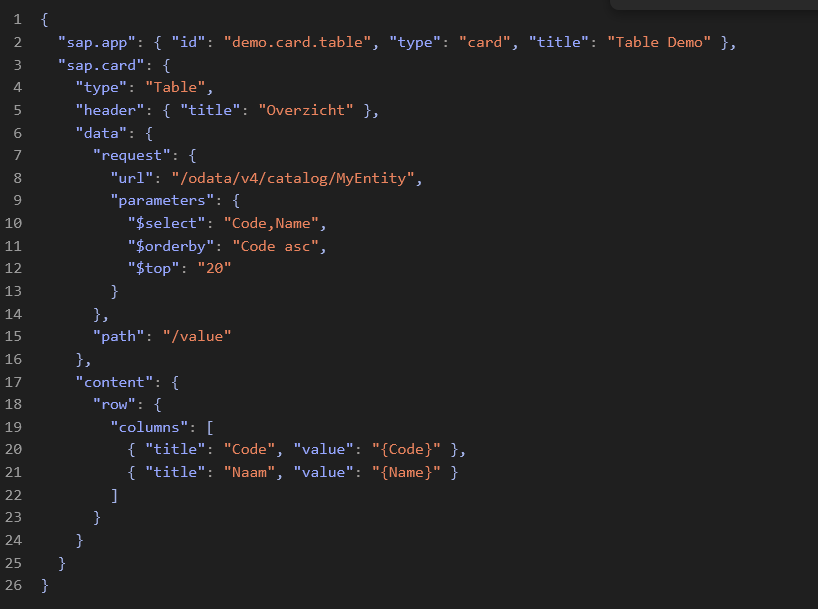 1 {
2   "sap.app": { "id": "demo.card.table", "type": "card", "title": "Table Demo" },
3   "sap.card": {
4     "type": "Table",
5     "header": { "title": "Overzicht" },
6     "data": {
7       "request": {
8         "url": "/odata/v4/catalog/MyEntity",
9         "parameters": {
10           "$select": "Code,Name",
11           "$orderby": "Code asc",
12           "$top": "20"
13         }
14       },
15       "path": "/value"
16     },
17     "content": {
18       "row": {
19         "columns": [
20           { "title": "Code", "value": "{Code}" },
21           { "title": "Naam", "value": "{Name}" }
22         ]
23       }
24     }
25   }
26 }